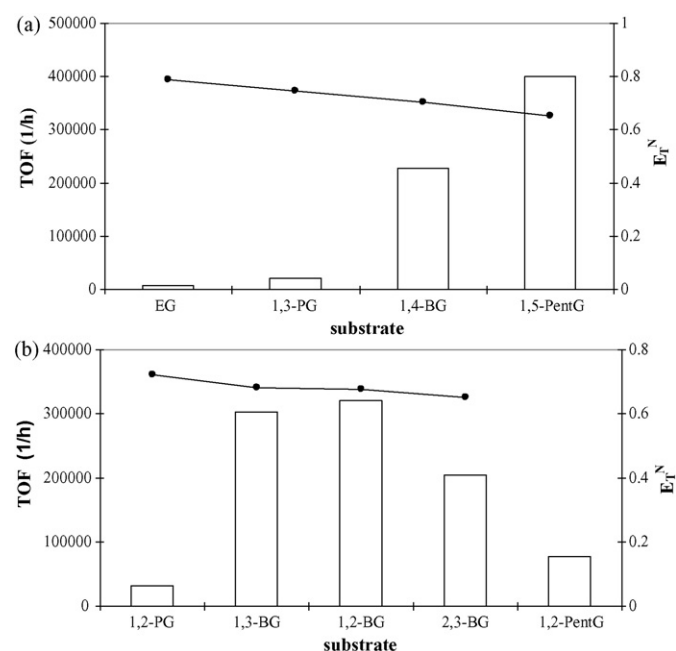 (a)
500000
400000
300000
200000
100000
0
TOF (1/h)
1
0.8
0.6
0.4
0.2
0
E_T^N
EG 1,3-PG 1,4-BG 1,5-PentG
substrate
(b)
400000
300000
200000
100000
0
TOF (1/h)
0.8
0.6
0.4
0.2
0
E_T^N
1,2-PG 1,3-BG 1,2-BG 2,3-BG 1,2-PentG
substrate